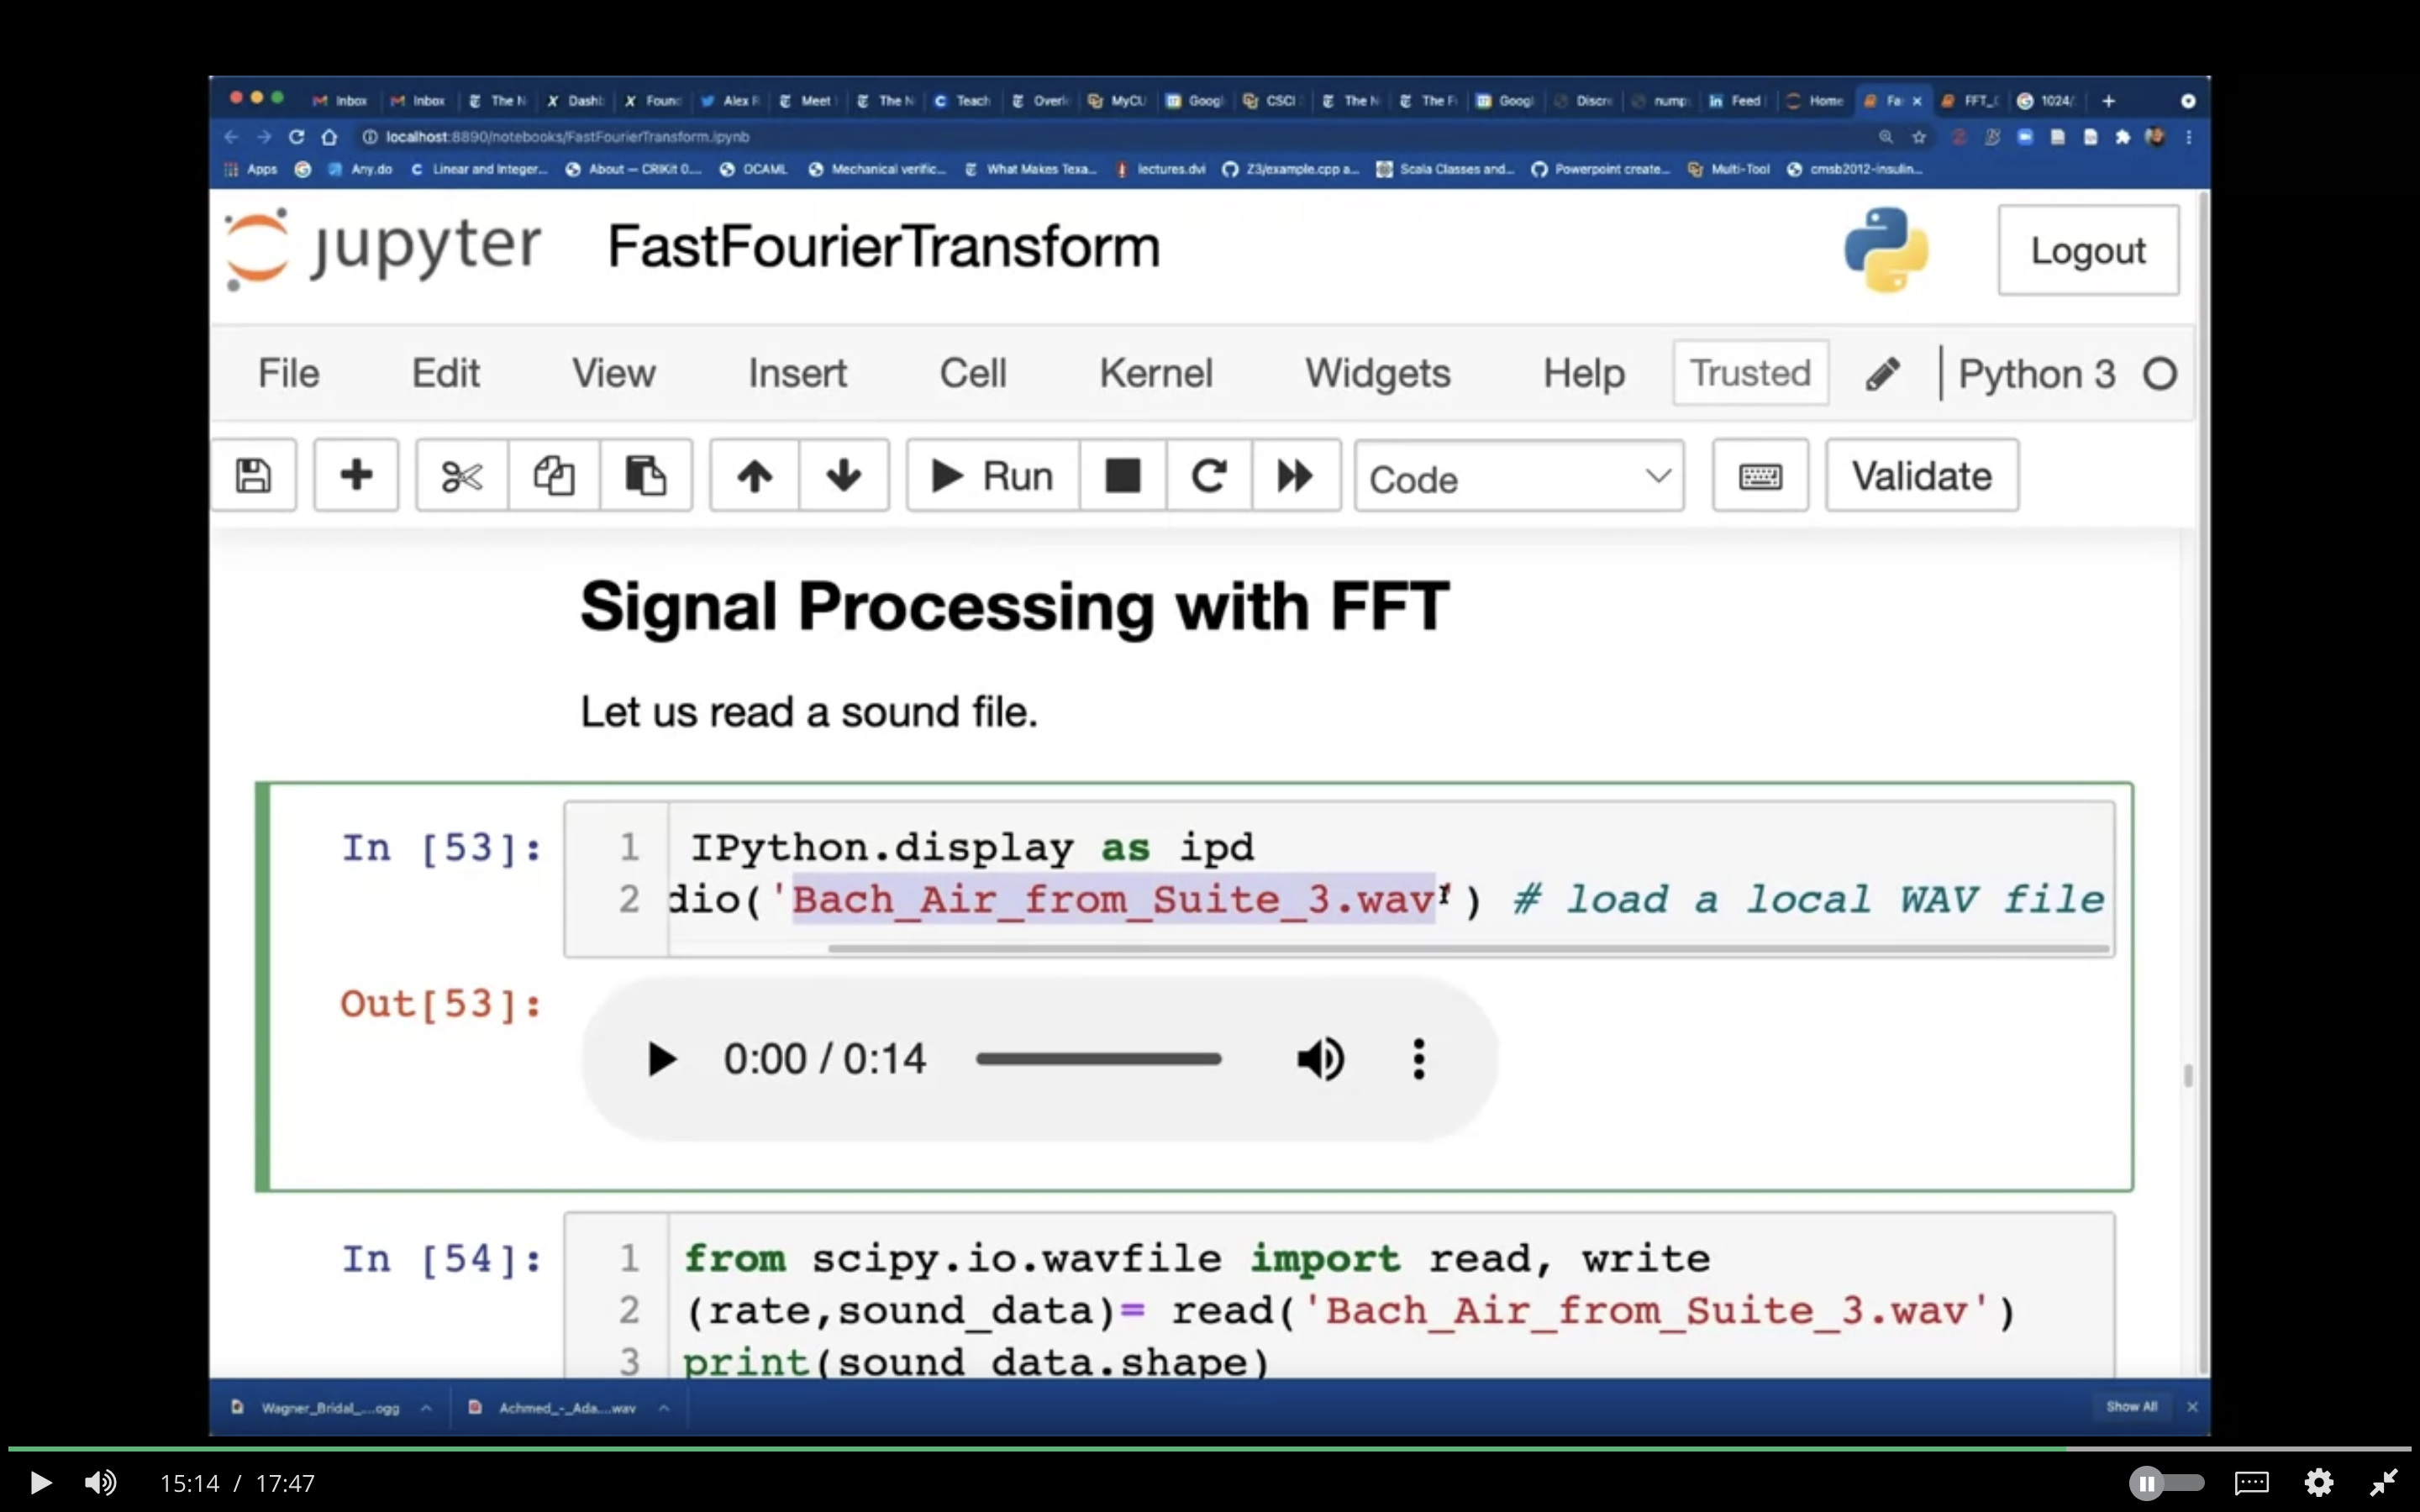 Inbox Inbox The N Dashb Found Alex R Meet The N Teach Overl MyCU Googl CSCI The N The Fi Googl Discre nump Feed Home Fa FFT_ 1024/
localhost:8890/notebooks/FastFourierTransform.ipynb
Apps Any.do Linear and Integer... About — CRIKit 0.... OCAML Mechanical verific... What Makes Texa... lectures.dvi Z3/example.cpp a... Scala Classes and... Powerpoint create... Multi-Tool cmsb2012-insulin...
jupyter FastFourierTransform Logout
File Edit View Insert Cell Kernel Widgets Help Trusted Python 3
Run Code Validate
Signal Processing with FFT
Let us read a sound file.
In [53]: 1 IPython.display as ipd
2 dio('Bach_Air_from_Suite_3.wav') # load a local WAV file
Out[53]:
0:00 / 0:14
In [54]: 1 from scipy.io.wavfile import read, write
2 (rate,sound_data)= read('Bach_Air_from_Suite_3.wav')
3 print(sound_data.shape)
Wagner_Bridal_....ogg Achmed_-_Ada....wav Show All
15:14 / 17:47